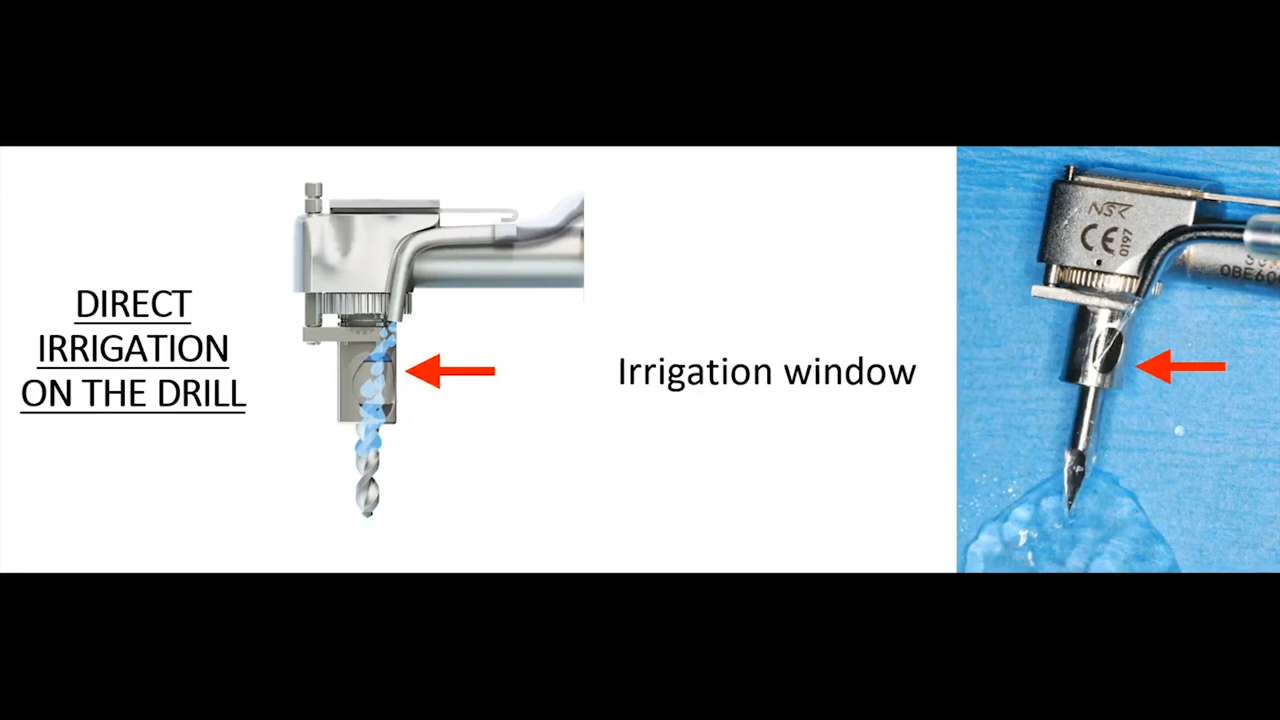 DIRECT
IRRIGATION
ON THE DRILL
Irrigation window
NSK
CE
0197